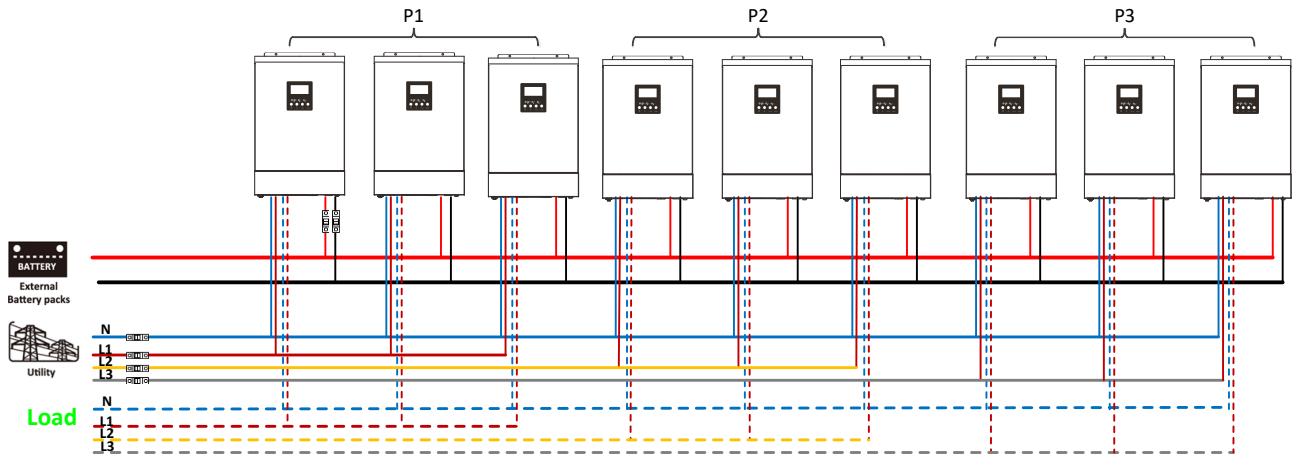 P1
P2
P3
BATTERY
External
Battery packs
Utility
N
L1
L2
L3
Load
N
L1
L2
L3